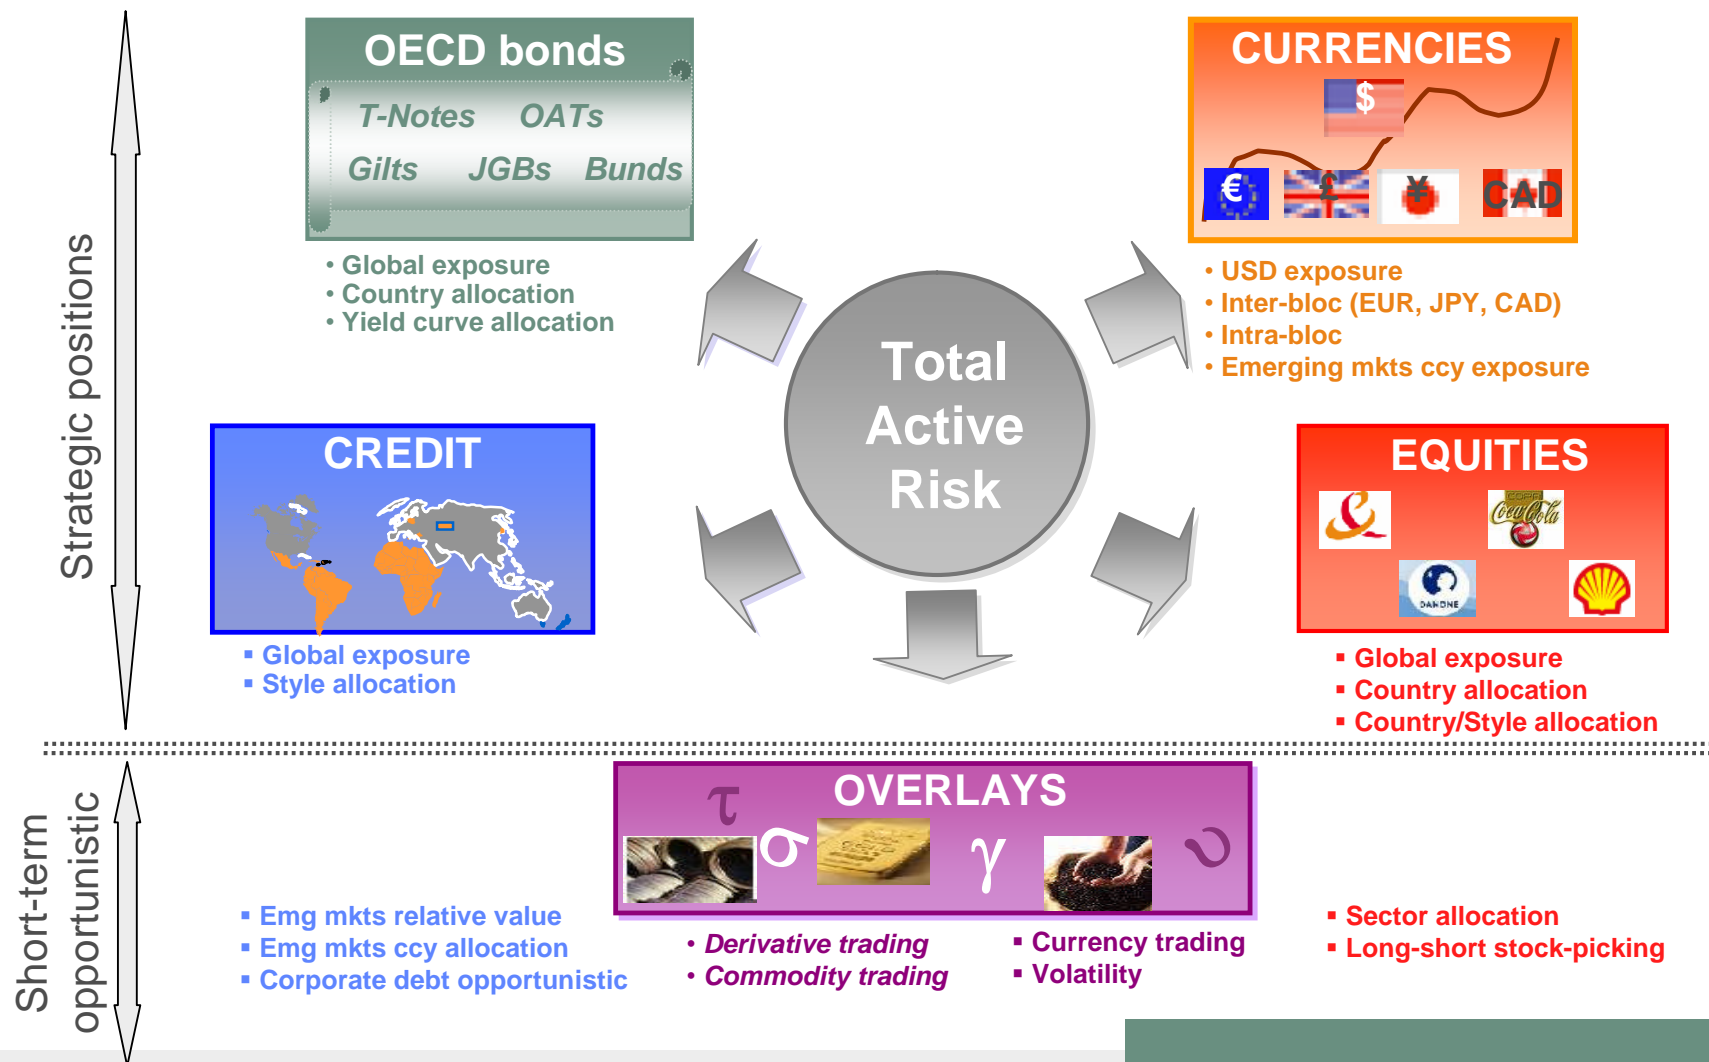 Strategic positions
OECD bonds
T-Notes OATs
Gilts JGBs Bunds
• Global exposure
• Country allocation
• Yield curve allocation
CURRENCIES
$
€ £ ¥ CAD
• USD exposure
• Inter-bloc (EUR, JPY, CAD)
• Intra-bloc
• Emerging mkts ccy exposure
Total
Active
Risk
CREDIT
▪ Global exposure
▪ Style allocation
EQUITIES
Coca-Cola
DANONE
▪ Global exposure
▪ Country allocation
▪ Country/Style allocation
Short-term
opportunistic
OVERLAYS
τ σ γ υ
▪ Emg mkts relative value
▪ Emg mkts ccy allocation
▪ Corporate debt opportunistic
• Derivative trading
• Commodity trading
▪ Currency trading
▪ Volatility
▪ Sector allocation
▪ Long-short stock-picking